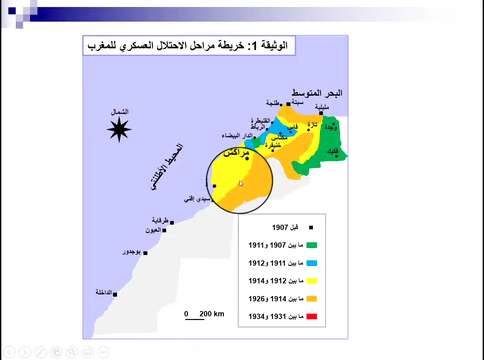 الوثيقة 1: خريطة مراحل الاحتلال العسكري للمغرب
البحر المتوسط
سبتة
طنجة
مليلية
الشمال
القنيطرة
الرباط
فاس
تازة
وجدة
الدار البيضاء
مكناس
خنيفرة
فكيك
مراكش
المحيط الأطلنتي
سيدي إفني
طرفاية
العيون
بوجدور
الداخلة
قبل 1907
ما بين 1907 و1911
ما بين 1911 و1912
ما بين 1912 و1914
ما بين 1914 و1926
ما بين 1931 و1934
0 200 km